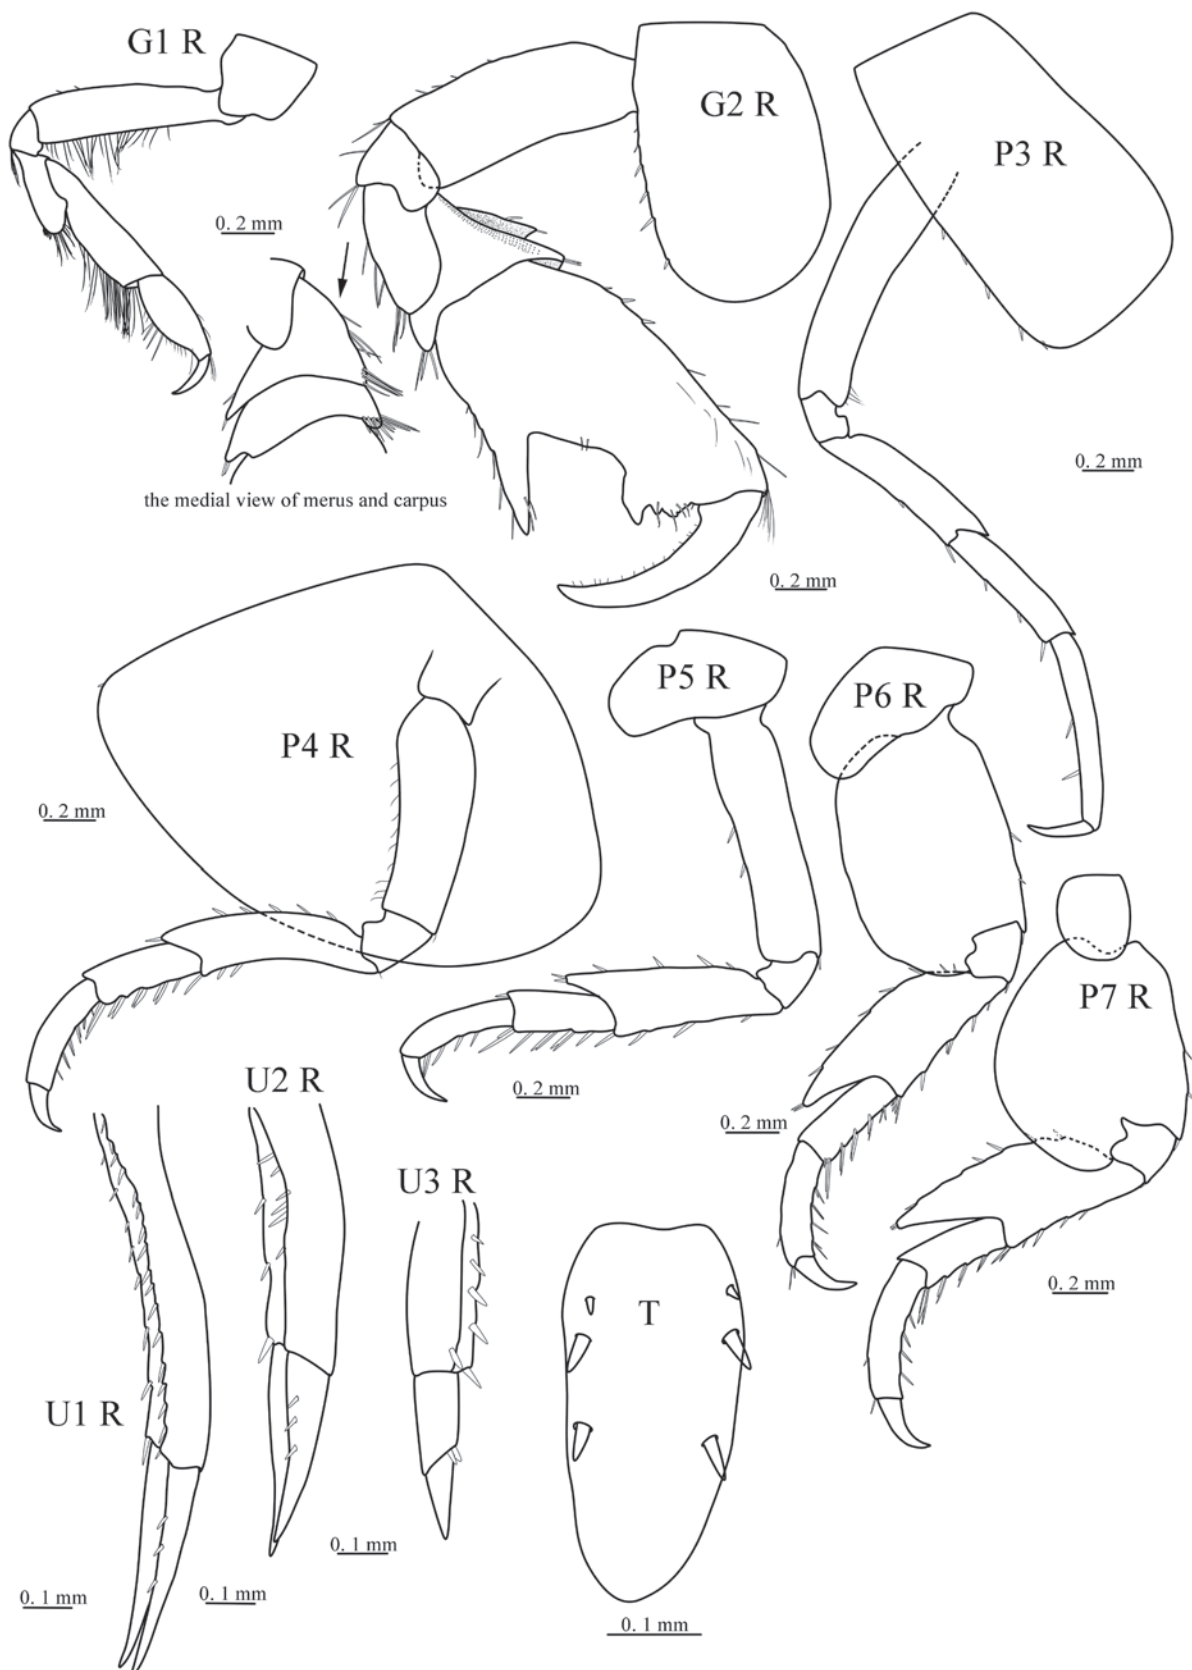 G1 R
G2 R
P3 R
0. 2 mm
0. 2 mm
the medial view of merus and carpus
0. 2 mm
P5 R
P6 R
P4 R
0. 2 mm
P7 R
0. 2 mm
U2 R
0. 2 mm
U3 R
0. 2 mm
T
U1 R
0. 1 mm
0. 1 mm
0. 1 mm
0. 1 mm